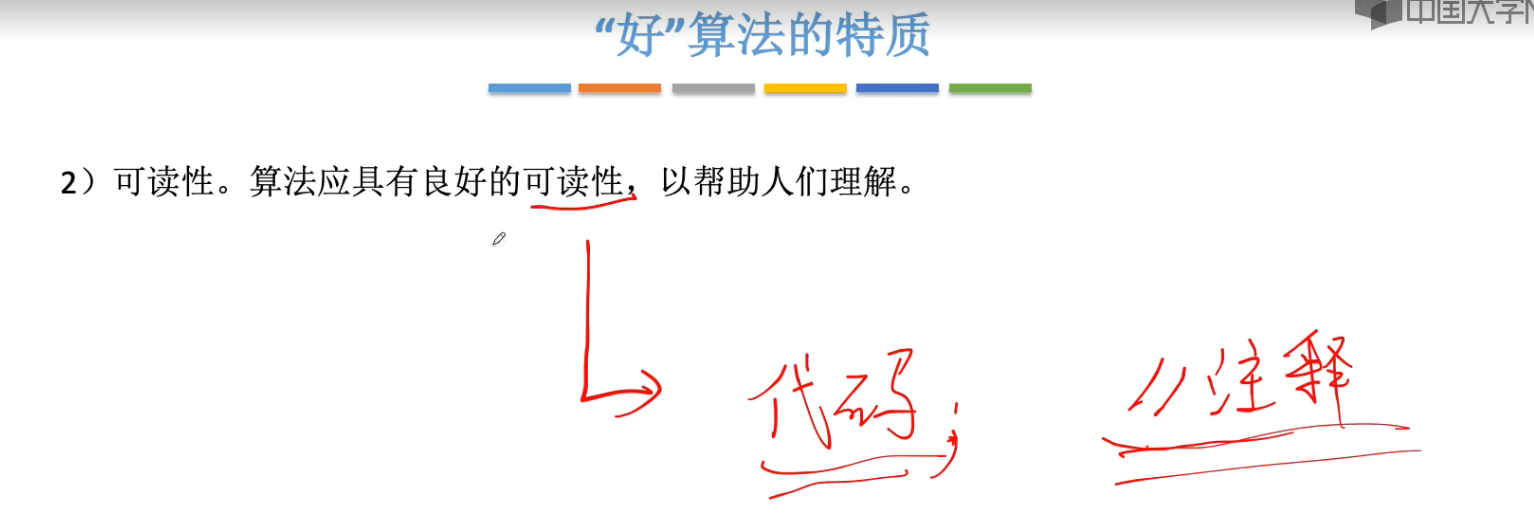 中国大学
“好”算法的特质
2）可读性。算法应具有良好的可读性，以帮助人们理解。
代码; //注释